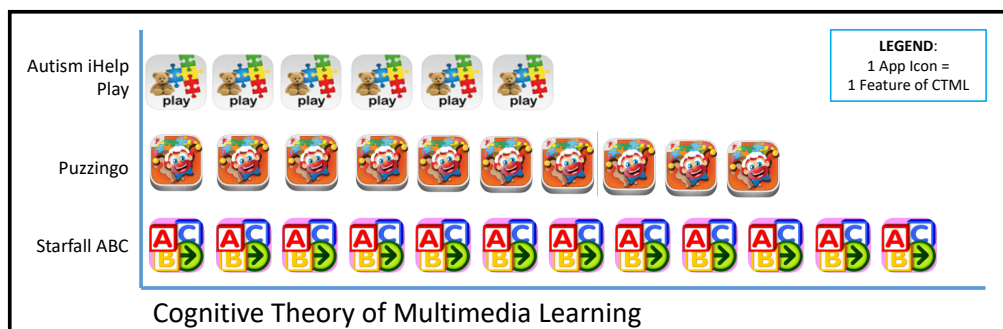 Autism iHelp
Play
play play play play play play
LEGEND:
1 App Icon =
1 Feature of CTML
Puzzingo
Starfall ABC
A C B A C B A C B A C B A C B A C B A C B A C B A C B A C B A C B A C B
Cognitive Theory of Multimedia Learning